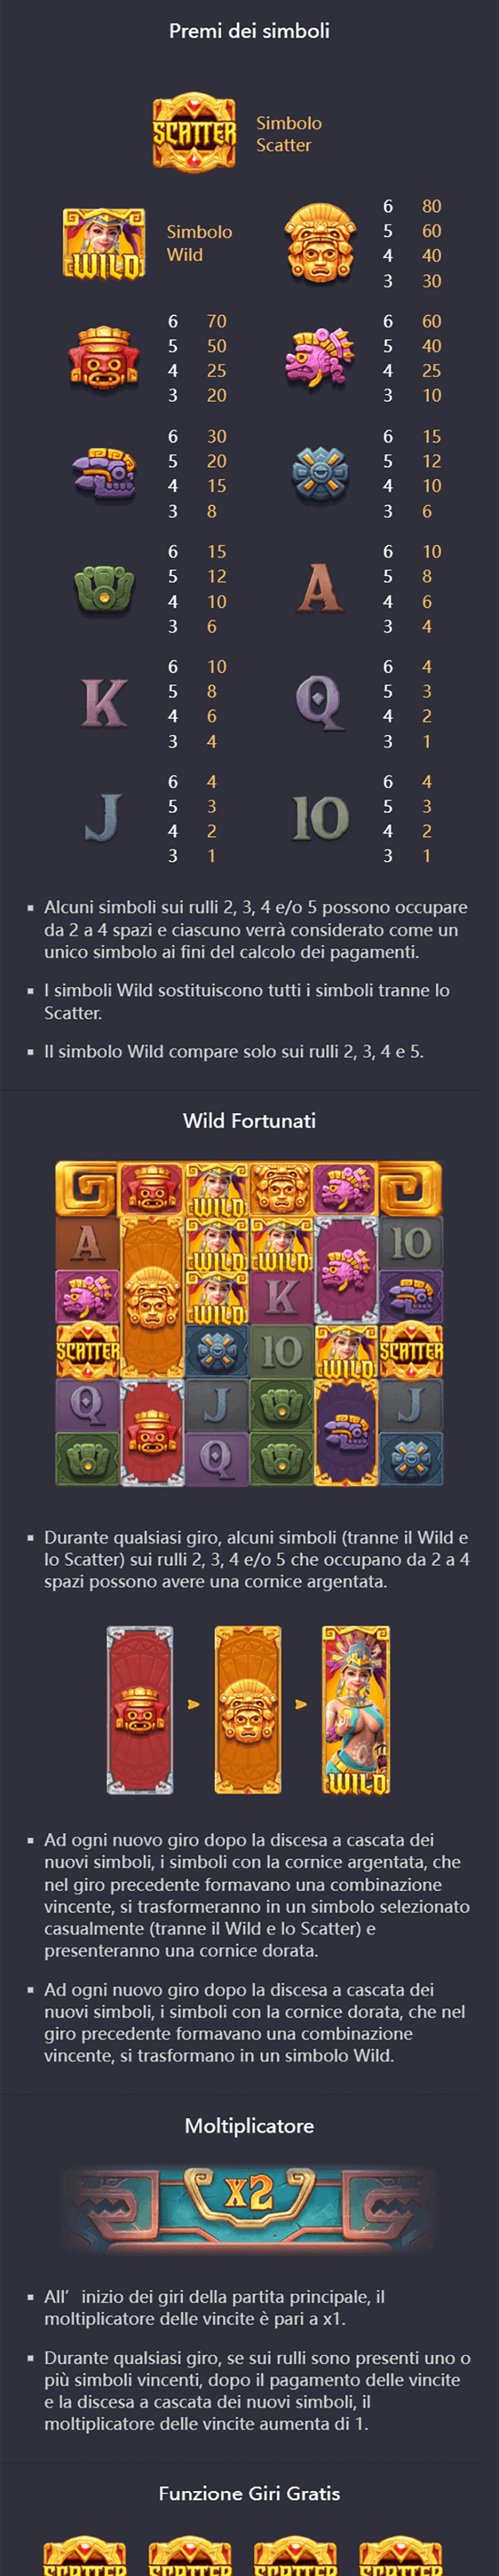 Premi dei simboli
SCATTER
Simbolo
Scatter
WILD
Simbolo
Wild
6 80
5 60
4 40
3 30
6 70
5 50
4 25
3 20
6 60
5 40
4 25
3 10
6 30
5 20
4 15
3 8
6 15
5 12
4 10
3 6
6 15
5 12
4 10
3 6
A
6 10
5 8
4 6
3 4
K
6 10
5 8
4 6
3 4
Q
6 4
5 3
4 2
3 1
J
6 4
5 3
4 2
3 1
10
6 4
5 3
4 2
3 1
Alcuni simboli sui rulli 2, 3, 4 e/o 5 possono occupare
da 2 a 4 spazi e ciascuno verrà considerato come un
unico simbolo ai fini del calcolo dei pagamenti.
I simboli Wild sostituiscono tutti i simboli tranne lo
Scatter.
Il simbolo Wild compare solo sui rulli 2, 3, 4 e 5.
Wild Fortunati
WILD
A WILD WILD 10
WILD K
SCATTER 10 WILD SCATTER
Q J J
Q
Durante qualsiasi giro, alcuni simboli (tranne il Wild e
lo Scatter) sui rulli 2, 3, 4 e/o 5 che occupano da 2 a 4
spazi possono avere una cornice argentata.
WILD
Ad ogni nuovo giro dopo la discesa a cascata dei
nuovi simboli, i simboli con la cornice argentata, che
nel giro precedente formavano una combinazione
vincente, si trasformeranno in un simbolo selezionato
casualmente (tranne il Wild e lo Scatter) e
presenteranno una cornice dorata.
Ad ogni nuovo giro dopo la discesa a cascata dei
nuovi simboli, i simboli con la cornice dorata, che nel
giro precedente formavano una combinazione
vincente, si trasformano in un simbolo Wild.
Moltiplicatore
x2
All’ inizio dei giri della partita principale, il
moltiplicatore delle vincite è pari a x1.
Durante qualsiasi giro, se sui rulli sono presenti uno o
più simboli vincenti, dopo il pagamento delle vincite
e la discesa a cascata dei nuovi simboli, il
moltiplicatore delle vincite aumenta di 1.
Funzione Giri Gratis
SCATTER SCATTER SCATTER SCATTER